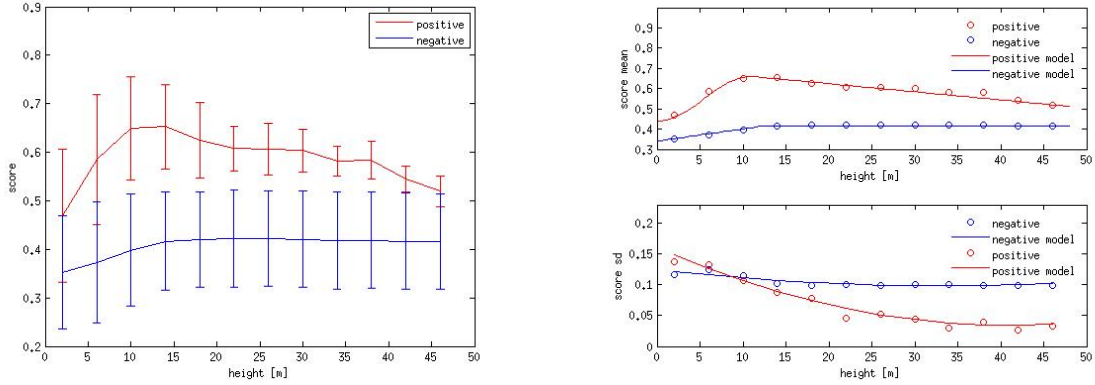 0.9
0.8
0.7
0.6
0.5
0.4
0.3
0.2
score
positive
negative
0 5 10 15 20 25 30 35 40 45 50
height [m]
0.9
0.8
0.7
0.6
0.5
0.4
0.3
score mean
positive
negative
positive model
negative model
0 5 10 15 20 25 30 35 40 45 50
height [m]
0.2
0.15
0.1
0.05
0
score sd
negative
negative model
positive
positive model
0 5 10 15 20 25 30 35 40 45 50
height [m]